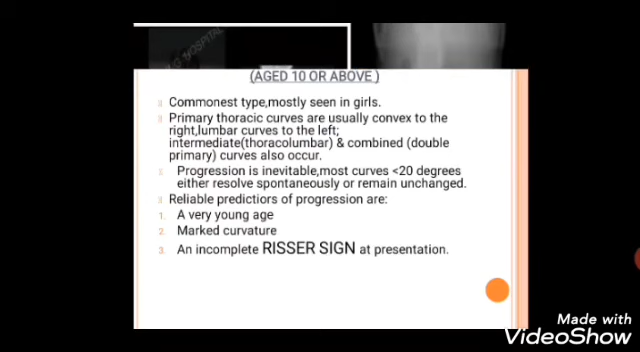 HOSPITAL
(AGED 10 OR ABOVE )
Commonest type,mostly seen in girls.
Primary thoracic curves are usually convex to the
right,lumbar curves to the left;
intermediate(thoracolumbar) & combined (double
primary) curves also occur.
Progression is inevitable,most curves <20 degrees
either resolve spontaneously or remain unchanged.
Reliable predictiors of progression are:
1. A very young age
2. Marked curvature
3. An incomplete RISSER SIGN at presentation.
Made with
VideoShow